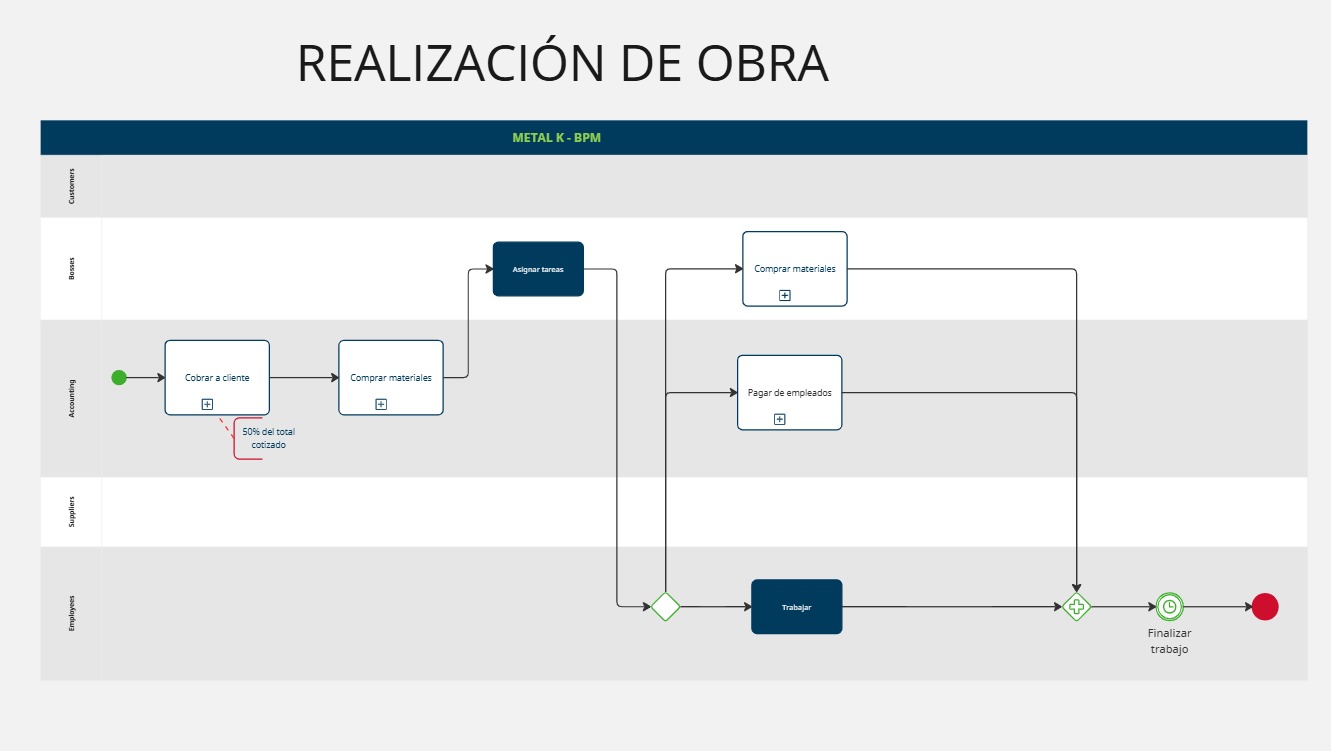 REALIZACIÓN DE OBRA
METAL K - BPM
Customers
Bosses
Asignar tareas
Comprar materiales
Accounting
Cobrar a cliente
Comprar materiales
Pagar de empleados
50% del total
cotizado
Suppliers
Employees
Trabajar
Finalizar
trabajo